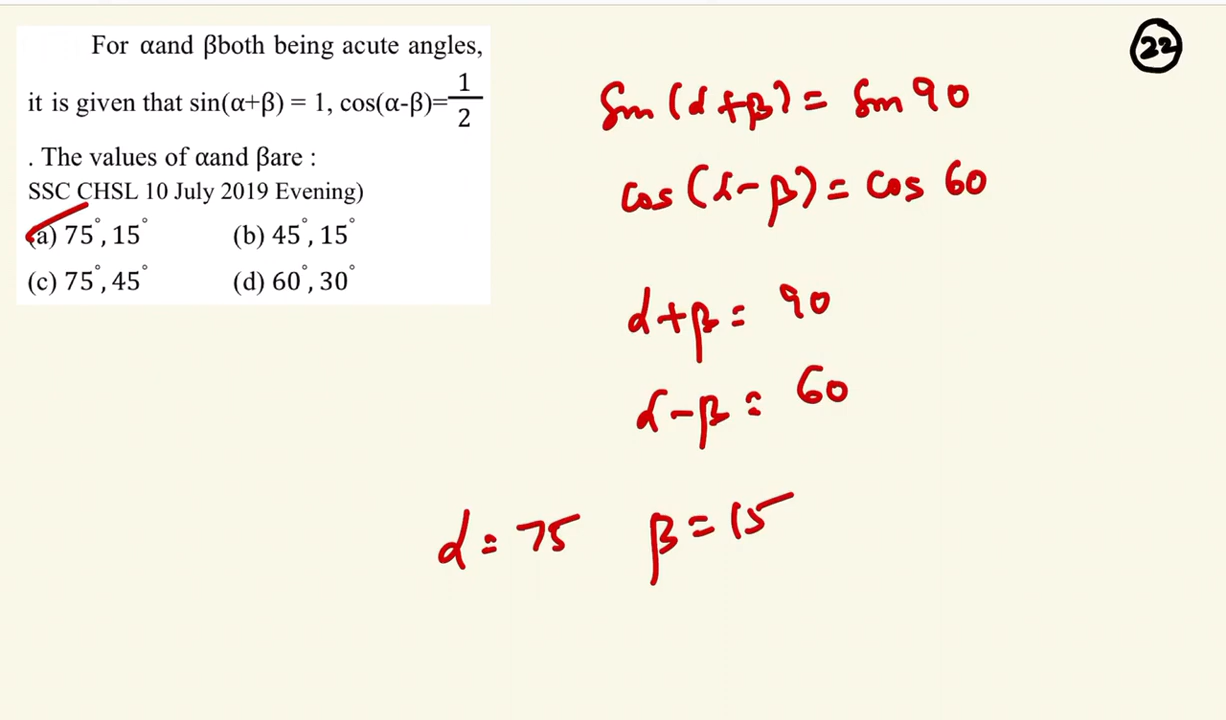 For αand βboth being acute angles,
it is given that sin(α+β) = 1, cos(α-β)=1/2
. The values of αand βare :
SSC CHSL 10 July 2019 Evening)
(a) 75°, 15° (b) 45°, 15°
(c) 75°, 45° (d) 60°, 30°
22
Sin (α+β) = Sin 90
cos (α-β) = cos 60
α+β = 90
α-β = 60
α = 75 β = 15